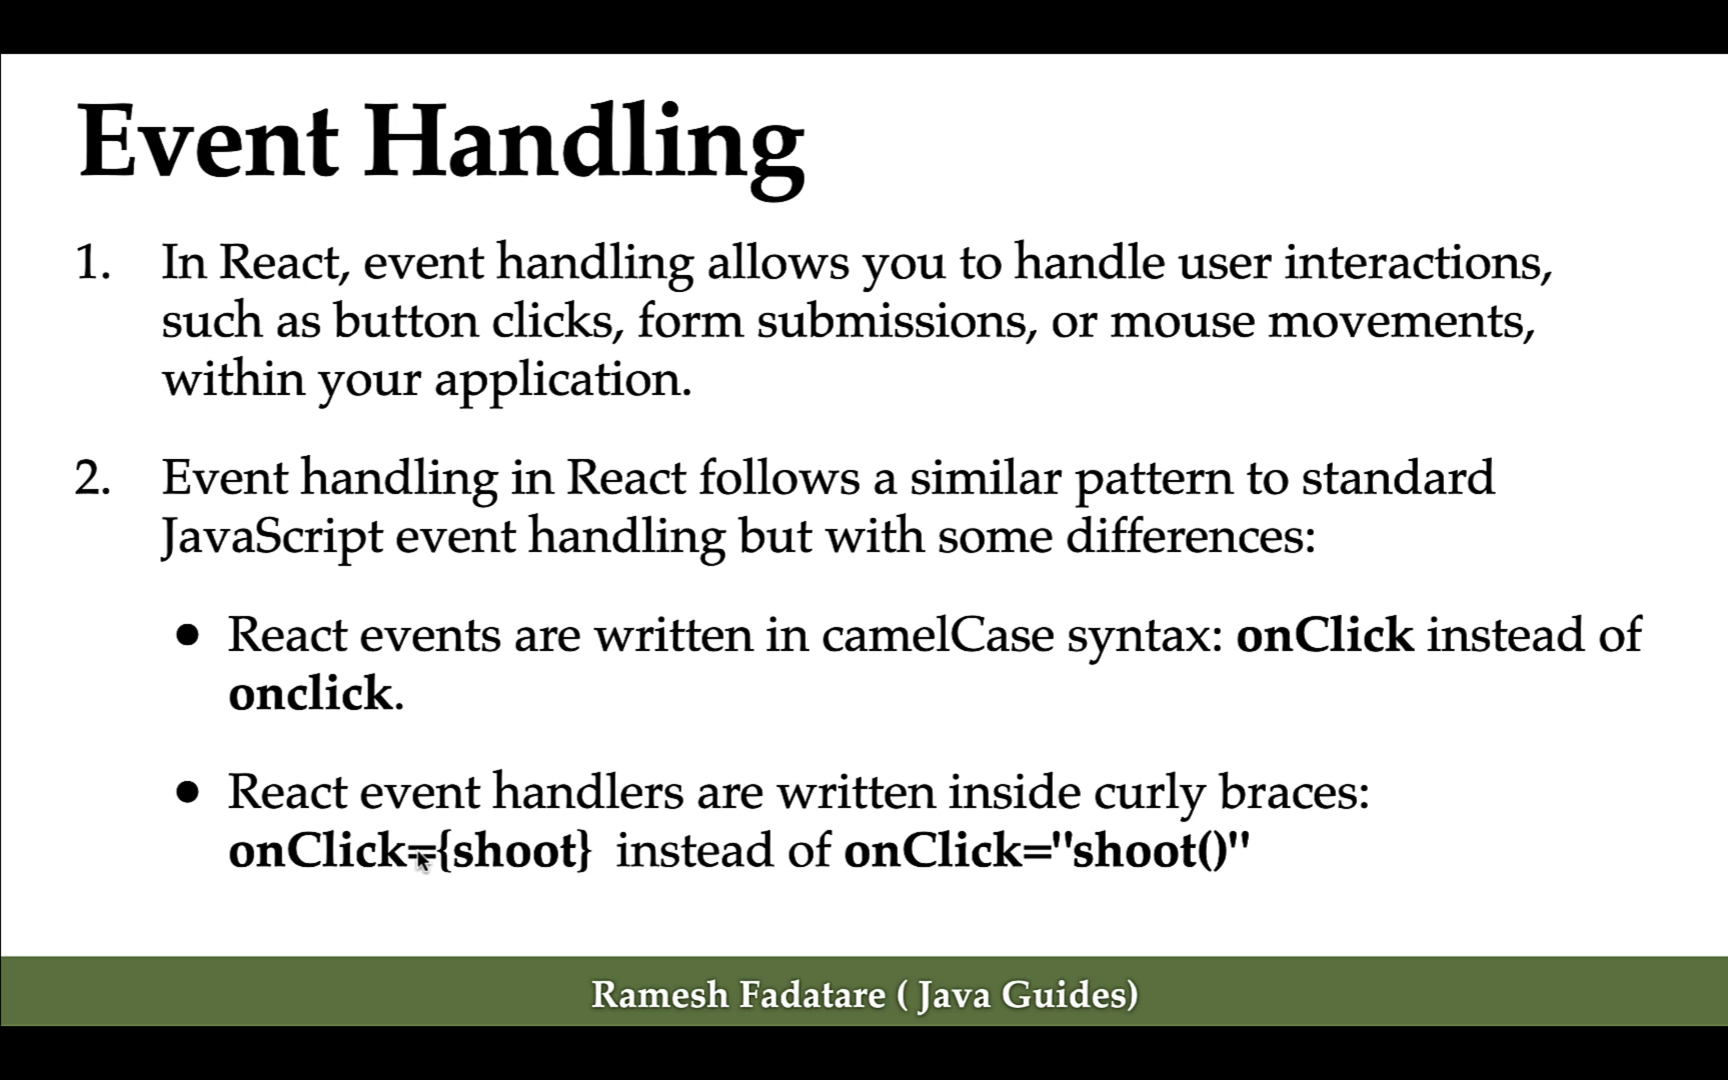 Event Handling
1. In React, event handling allows you to handle user interactions,
such as button clicks, form submissions, or mouse movements,
within your application.
2. Event handling in React follows a similar pattern to standard
JavaScript event handling but with some differences:
● React events are written in camelCase syntax: onClick instead of
onclick.
● React event handlers are written inside curly braces:
onClick={shoot} instead of onClick="shoot()"
Ramesh Fadatare ( Java Guides)